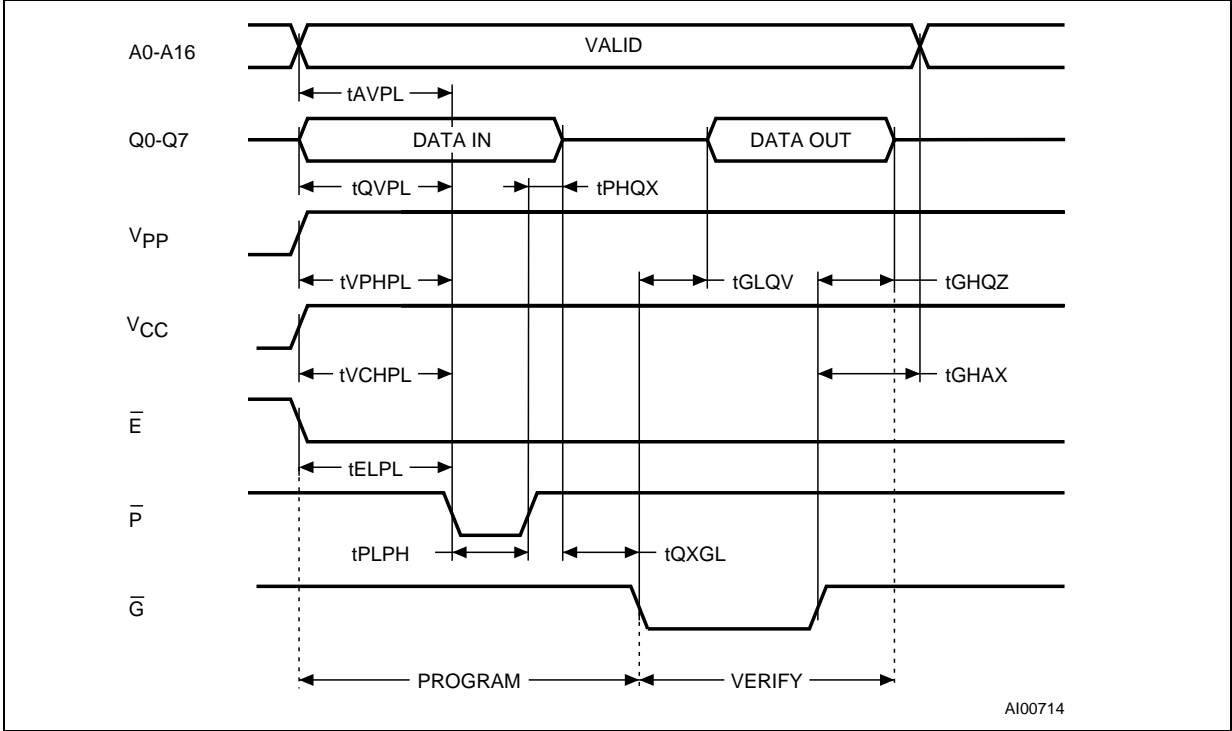 A0-A16
VALID
tAVPL
Q0-Q7
DATA IN
DATA OUT
tQVPL
tPHQX
VPP
tVPHPL
tGLQV
tGHQZ
VCC
tVCHPL
tGHAX
E̅
tELPL
P̅
tPLPH
tQXGL
G̅
PROGRAM
VERIFY
AI00714